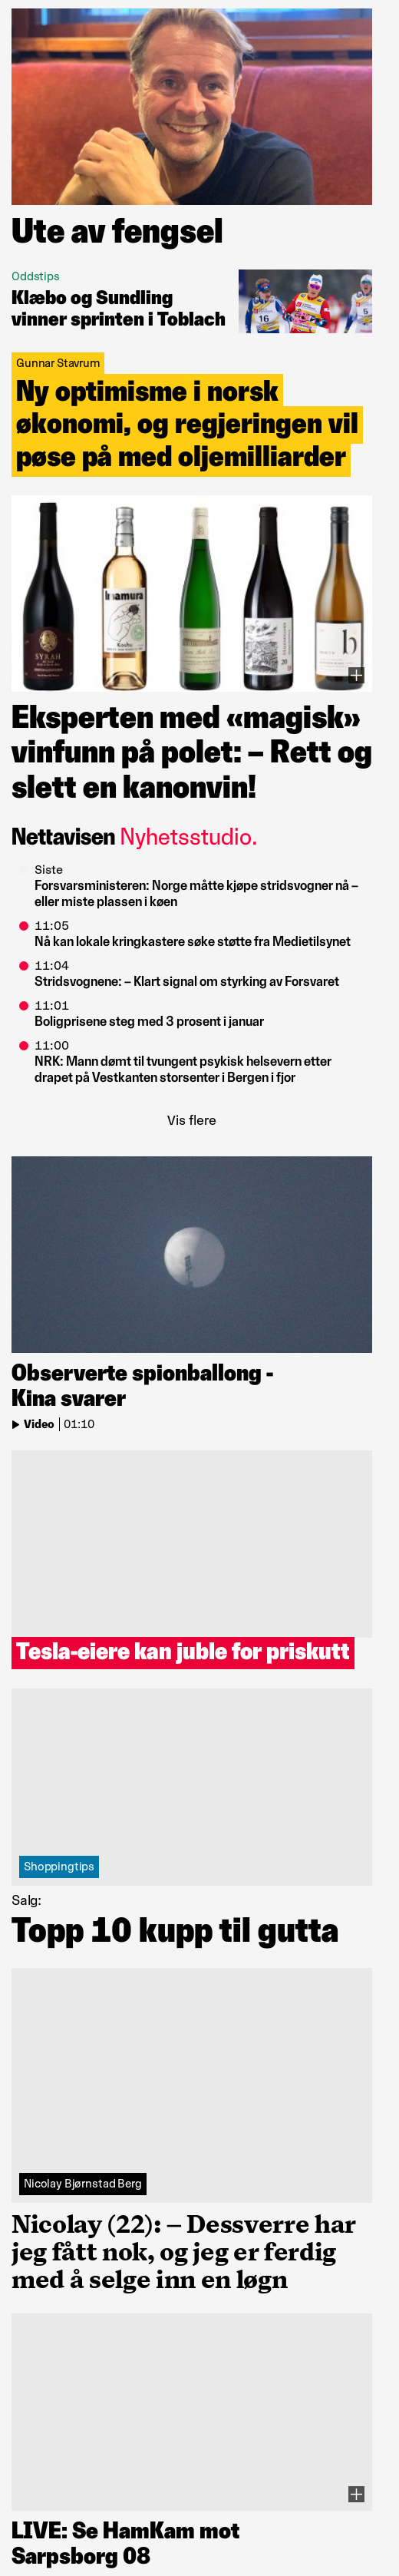 Ute av fengsel
Oddstips
Klæbo og Sundling
vinner sprinten i Toblach
16
5
Gunnar Stavrum
Ny optimisme i norsk
økonomi, og regjeringen vil
pøse på med oljemilliarder
SYRAH
Imamura
20
h
Eksperten med «magisk»
vinfunn på polet: – Rett og
slett en kanonvin!
Nettavisen Nyhetsstudio.
Siste
Forsvarsministeren: Norge måtte kjøpe stridsvogner nå –
eller miste plassen i køen
11:05
Nå kan lokale kringkastere søke støtte fra Medietilsynet
11:04
Stridsvognene: – Klart signal om styrking av Forsvaret
11:01
Boligprisene steg med 3 prosent i januar
11:00
NRK: Mann dømt til tvungent psykisk helsevern etter
drapet på Vestkanten storsenter i Bergen i fjor
Vis flere
Observerte spionballong -
Kina svarer
Video | 01:10
Tesla-eiere kan juble for priskutt
Shoppingtips
Salg:
Topp 10 kupp til gutta
Nicolay Bjørnstad Berg
Nicolay (22): – Dessverre har
jeg fått nok, og jeg er ferdig
med å selge inn en løgn
LIVE: Se HamKam mot
Sarpsborg 08